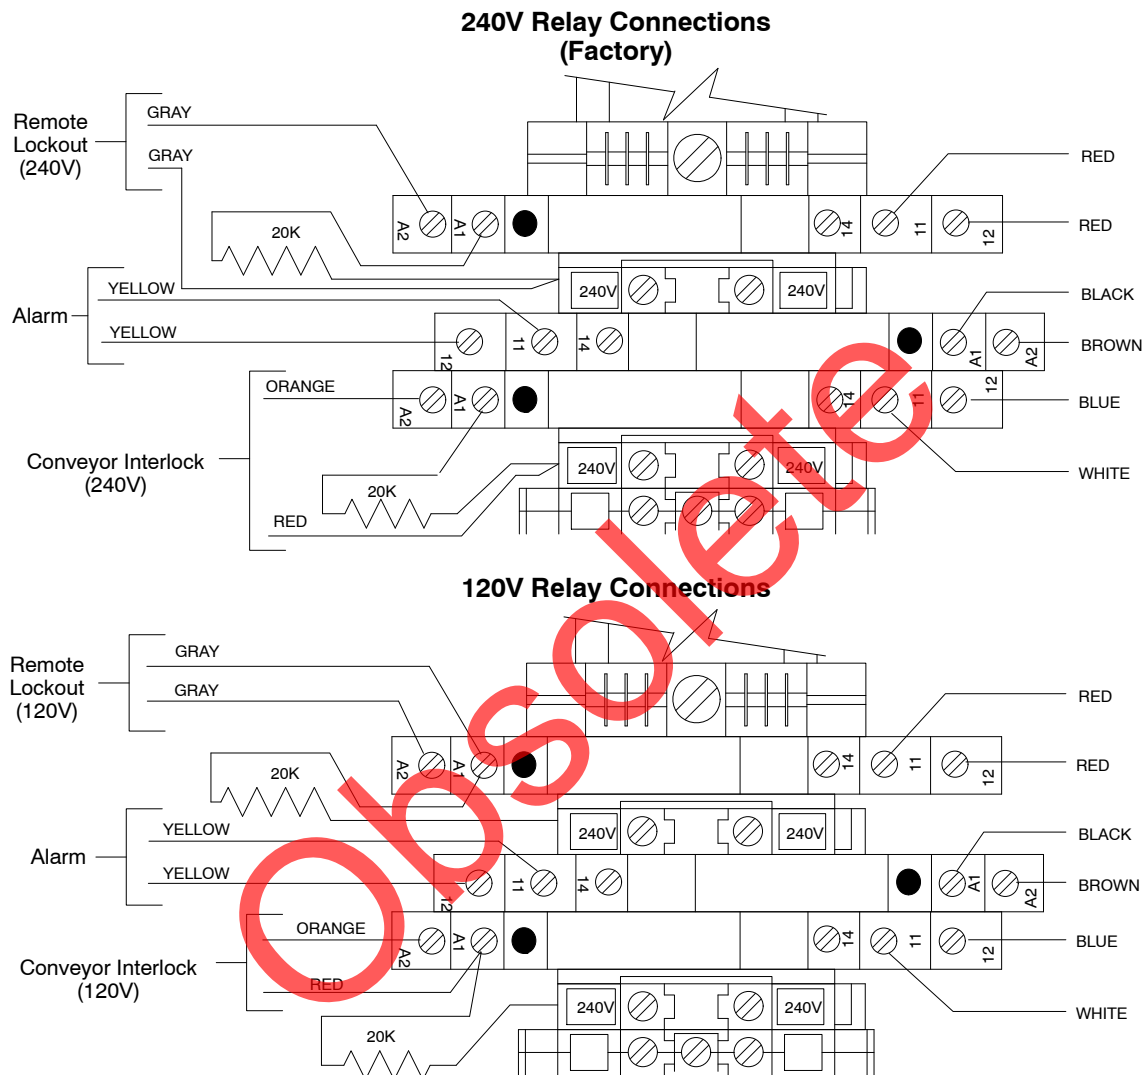 240V Relay Connections
(Factory)
Remote
Lockout
(240V)
GRAY
GRAY
RED
A2
A1
14
11
12
RED
20K
240V
240V
Alarm
YELLOW
YELLOW
BLACK
12
11
14
A1
A2
BROWN
Conveyor Interlock
(240V)
ORANGE
A2
A1
14
11
12
BLUE
240V
240V
WHITE
20K
RED
120V Relay Connections
Remote
Lockout
(120V)
GRAY
GRAY
RED
A2
A1
14
11
12
RED
20K
240V
240V
Alarm
YELLOW
YELLOW
BLACK
12
11
14
A1
A2
BROWN
Conveyor Interlock
(120V)
ORANGE
RED
A2
A1
14
11
12
BLUE
240V
240V
WHITE
20K
Obsolete